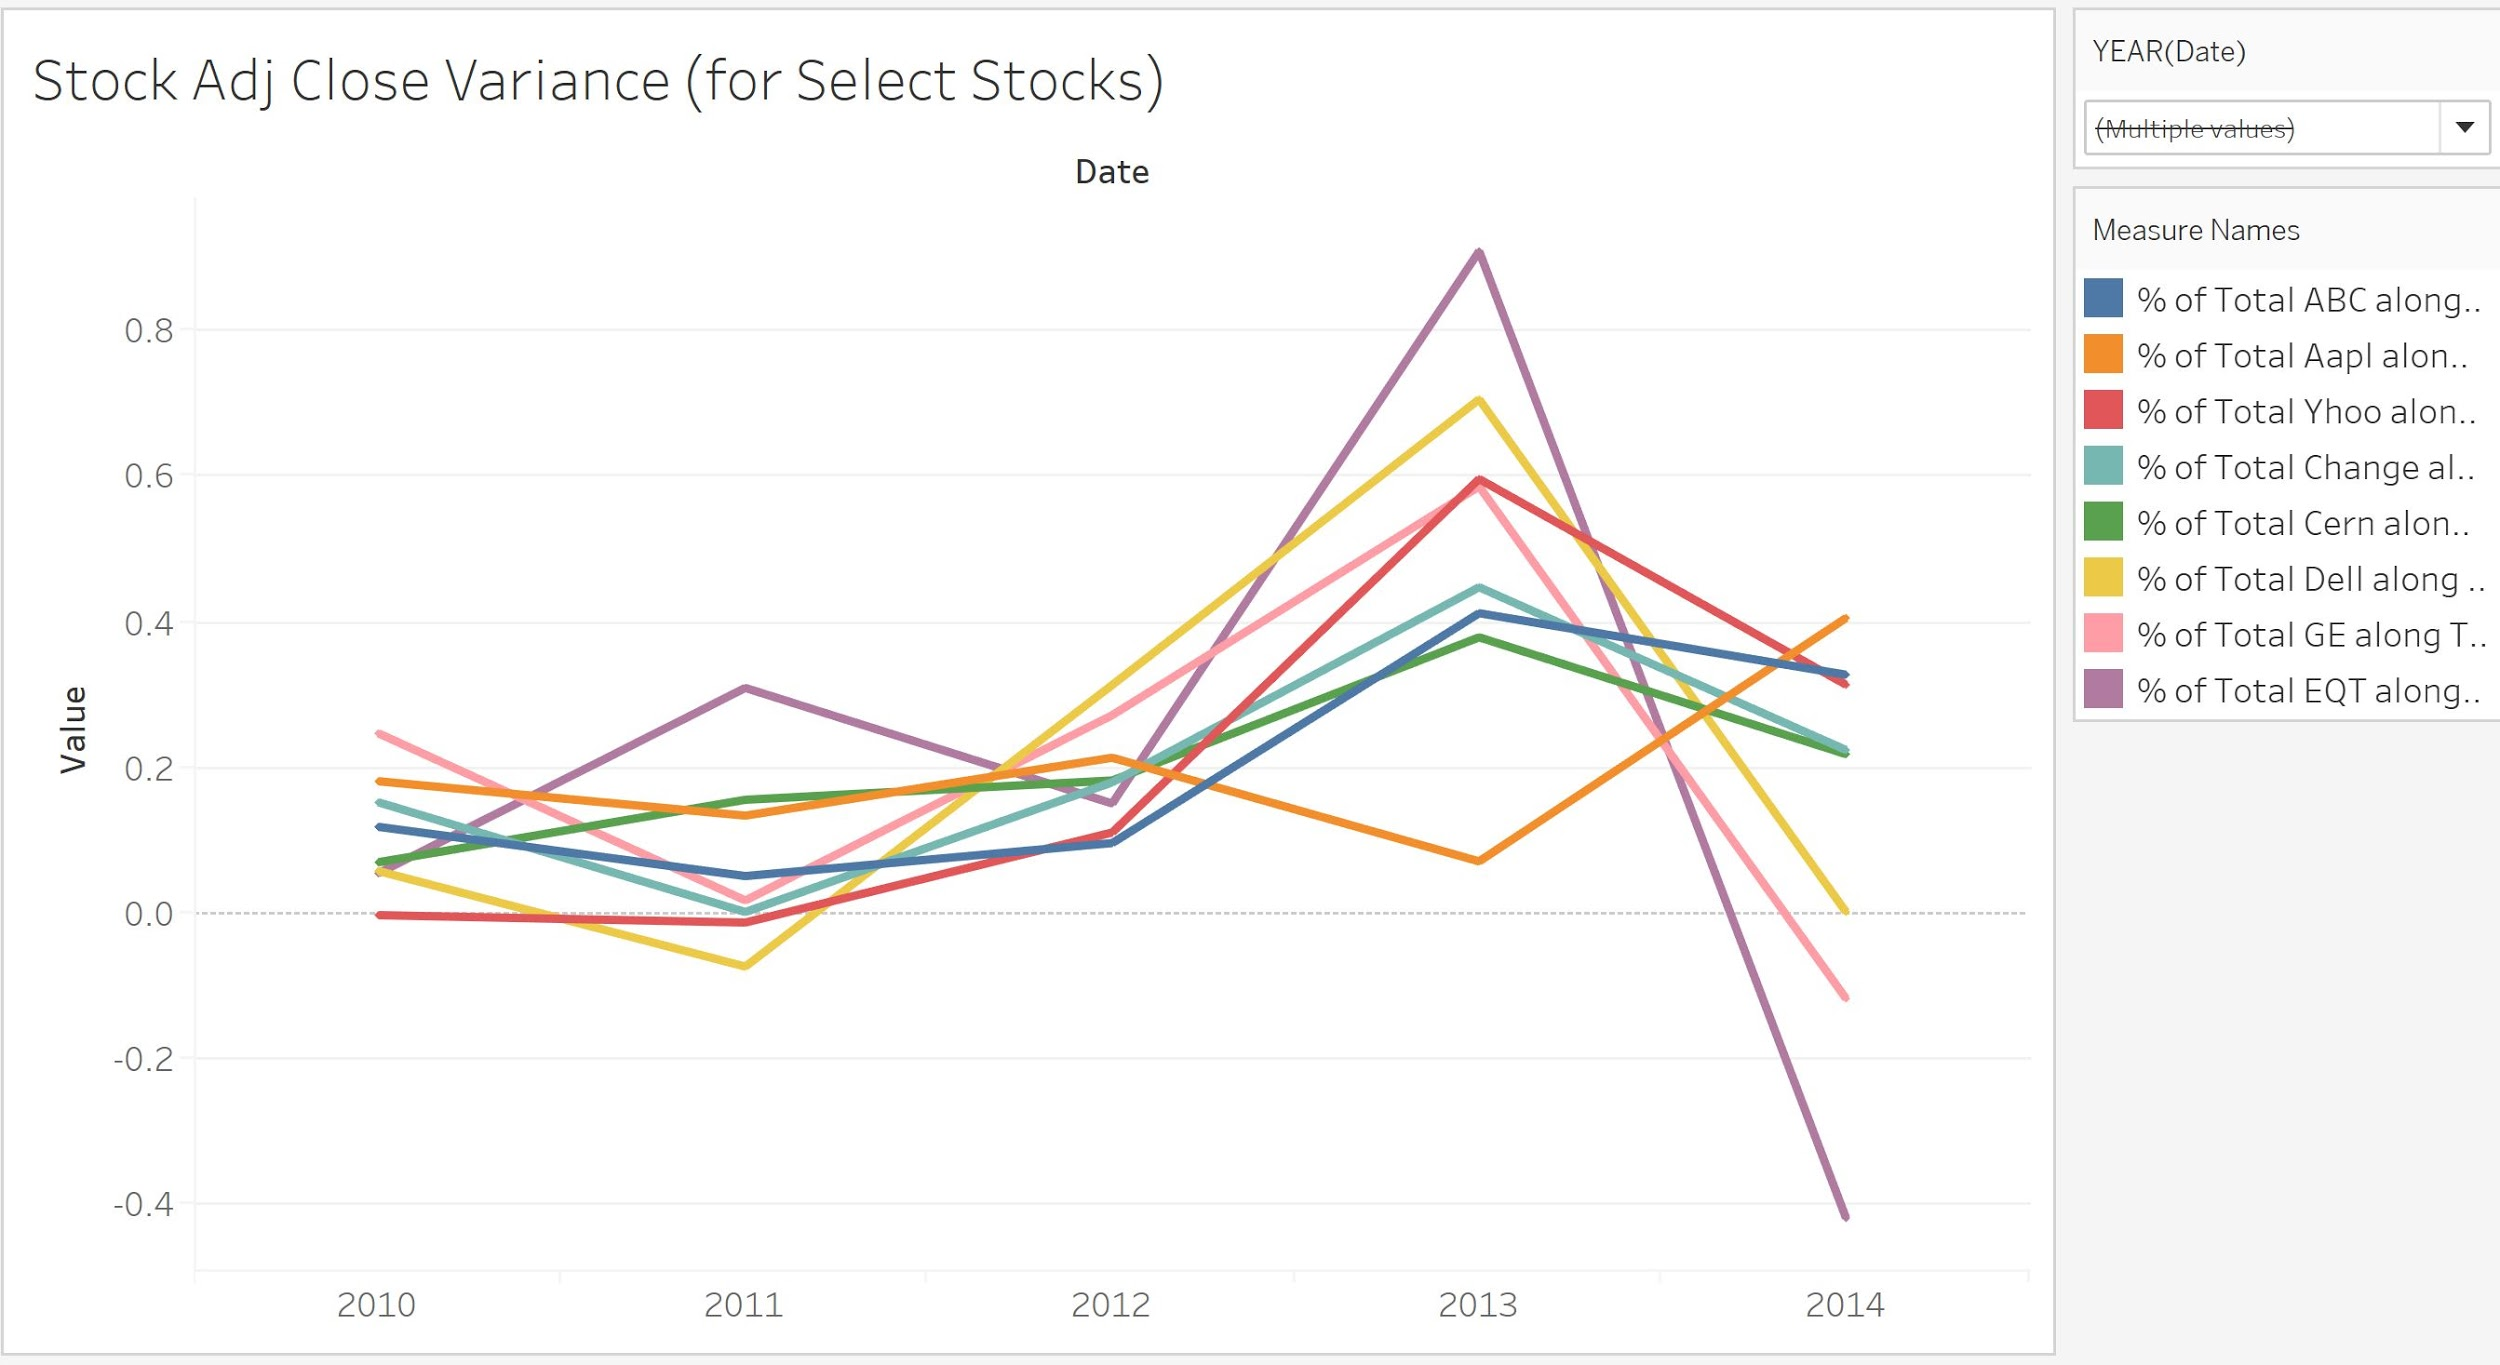 Stock Adj Close Variance (for Select Stocks)
Date
Value
0.8
0.6
0.4
0.2
0.0
-0.2
-0.4
2010 2011 2012 2013 2014
YEAR(Date)
(Multiple values)
Measure Names
% of Total ABC along..
% of Total Aapl alon..
% of Total Yhoo alon..
% of Total Change al..
% of Total Cern alon..
% of Total Dell along ..
% of Total GE along T..
% of Total EQT along..